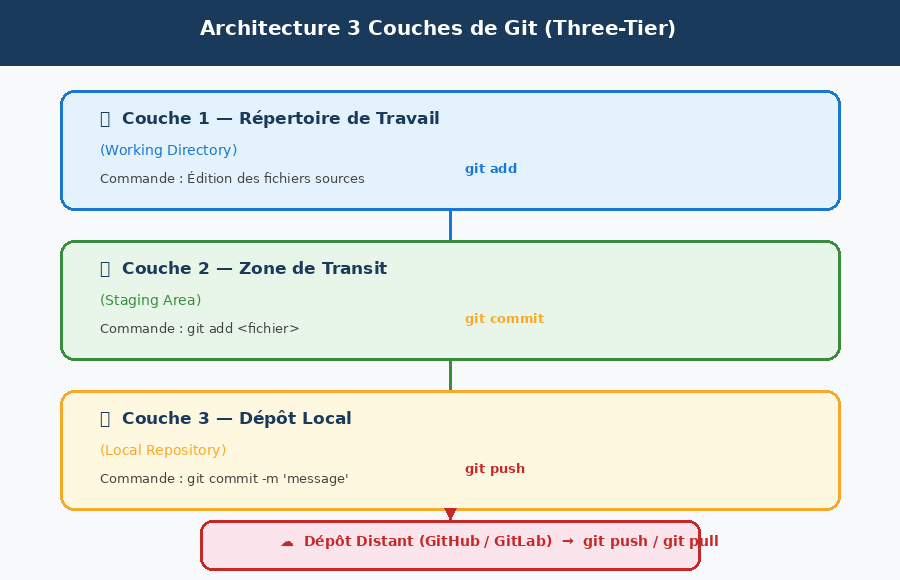 Architecture 3 Couches de Git (Three-Tier)
Couche 1 — Répertoire de Travail
(Working Directory)
git add
Commande : Édition des fichiers sources
Couche 2 — Zone de Transit
(Staging Area)
git commit
Commande : git add <fichier>
Couche 3 — Dépôt Local
(Local Repository)
git push
Commande : git commit -m 'message'
☁ Dépôt Distant (GitHub / GitLab) → git push / git pull